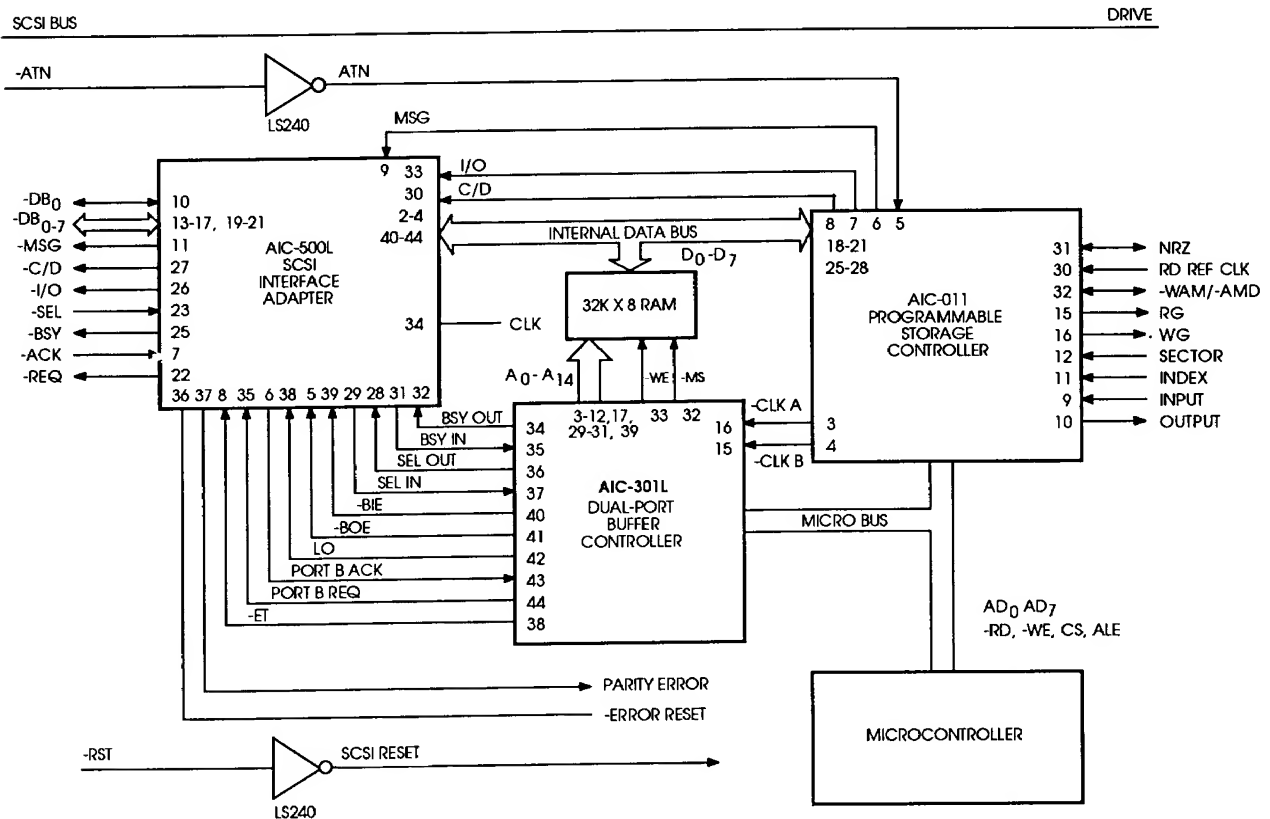 SCSI BUS
DRIVE
-ATN
ATN
LS240
MSG
9 33
I/O
30
C/D
2-4
40-44
-DB0
10
-DB0-7
13-17, 19-21
-MSG
11
-C/D
27
-I/O
26
-SEL
23
-BSY
25
-ACK
7
-REQ
22
AIC-500L
SCSI
INTERFACE
ADAPTER
34
CLK
36 37 8 35 6 38 5 39 29 28 31 32
INTERNAL DATA BUS
D0-D7
32K X 8 RAM
A0- A14
-WE
-MS
8 7 6 5
18-21
25-28
AIC-011
PROGRAMMABLE
STORAGE
CONTROLLER
31 NRZ
30 RD REF CLK
32 -WAM/-AMD
15 RG
16 WG
12 SECTOR
11 INDEX
9 INPUT
10 OUTPUT
3
4
-CLK A
-CLK B
3-12, 17,
29-31, 39
33 32
16
15
AIC-301L
DUAL-PORT
BUFFER
CONTROLLER
BSY OUT 34
BSY IN 35
SEL OUT 36
SEL IN 37
-BIE 40
-BOE 41
LO 42
PORT B ACK 43
PORT B REQ 44
-ET 38
MICRO BUS
AD0 AD7
-RD, -WE, CS, ALE
MICROCONTROLLER
PARITY ERROR
-ERROR RESET
-RST
SCSI RESET
LS240